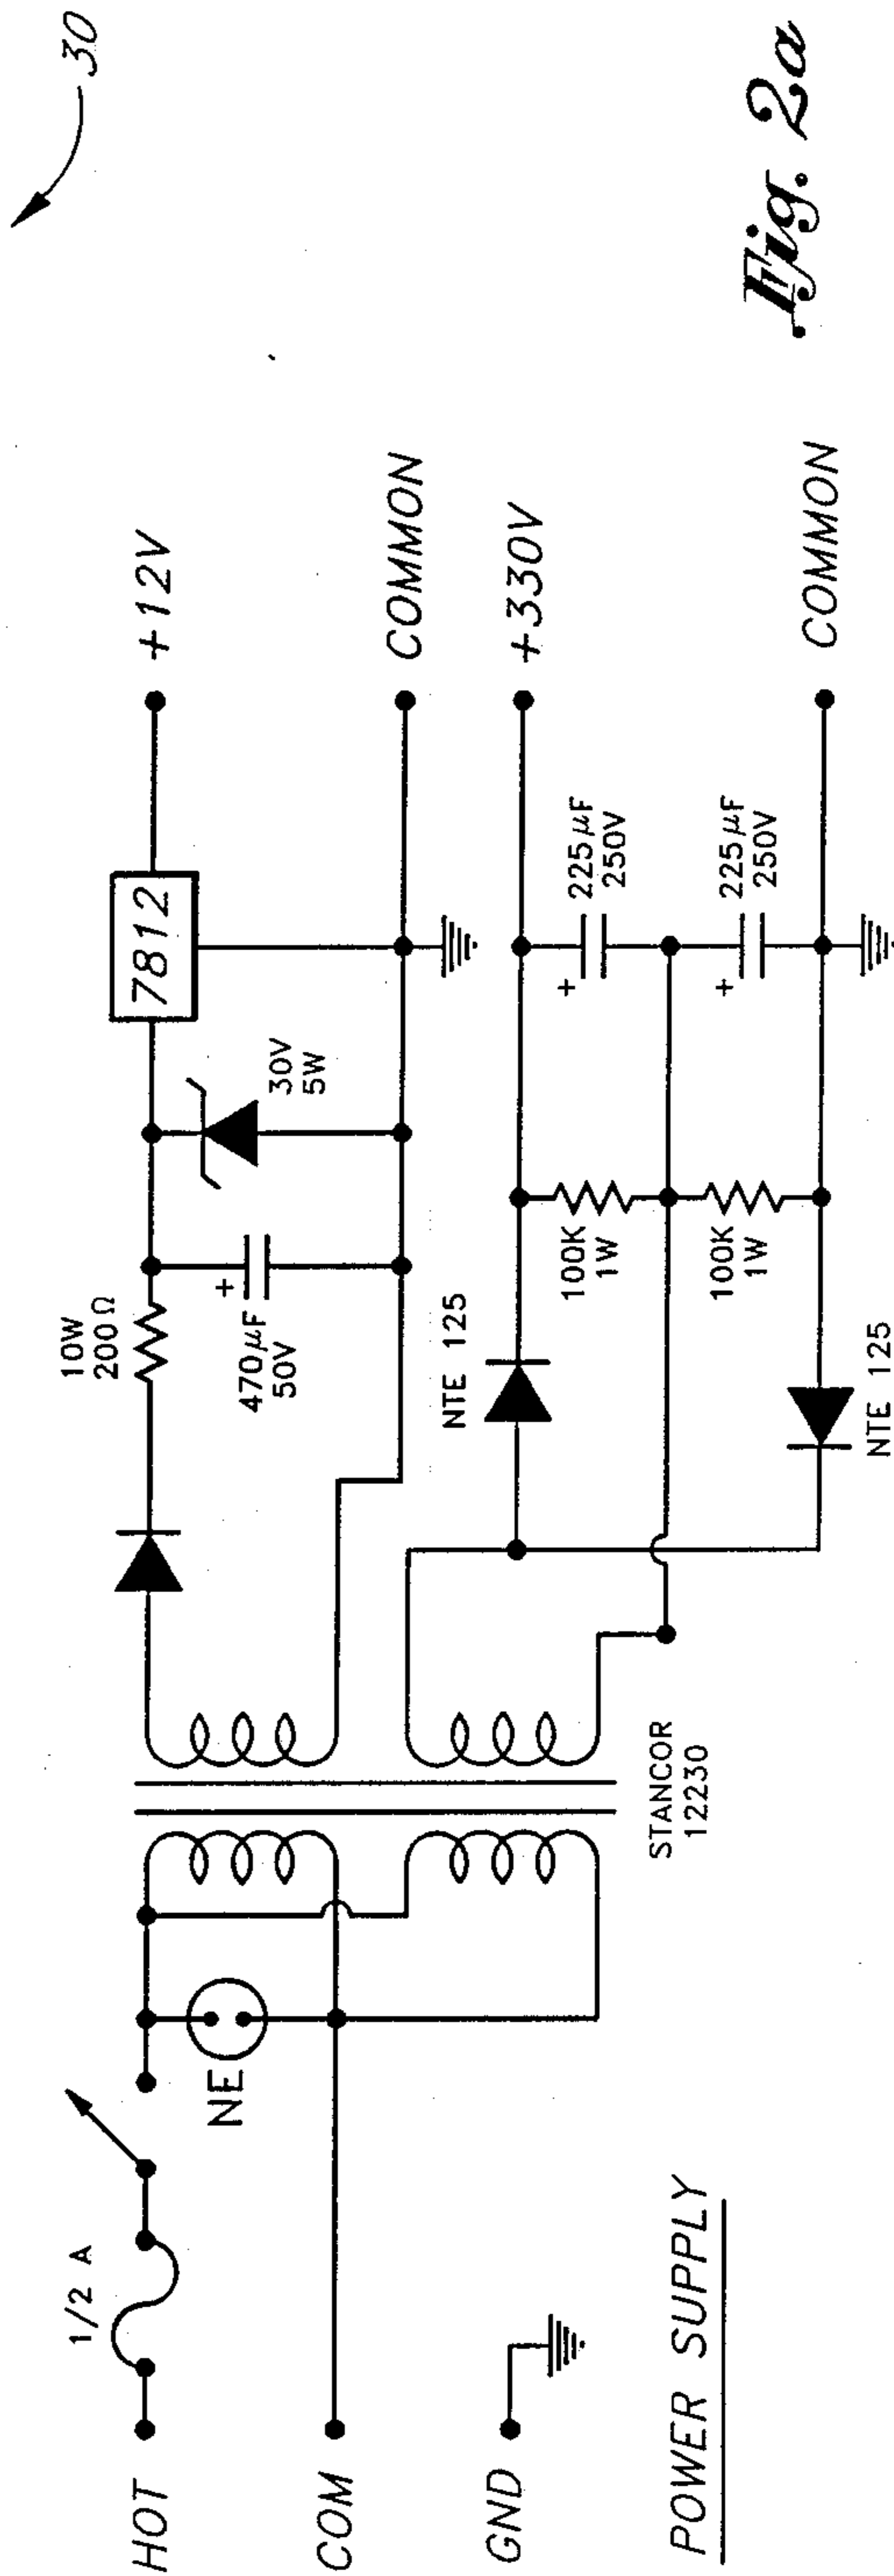 30
HOT
1/2 A
COM
GND
NE
10W
200Ω
470μF
50V
30V
5W
7812
+12V
COMMON
STANCOR
12230
NTE 125
NTE 125
100K
1W
100K
1W
225μF
250V
225μF
250V
+
+
+
+330V
COMMON
POWER SUPPLY
Fig. 2a